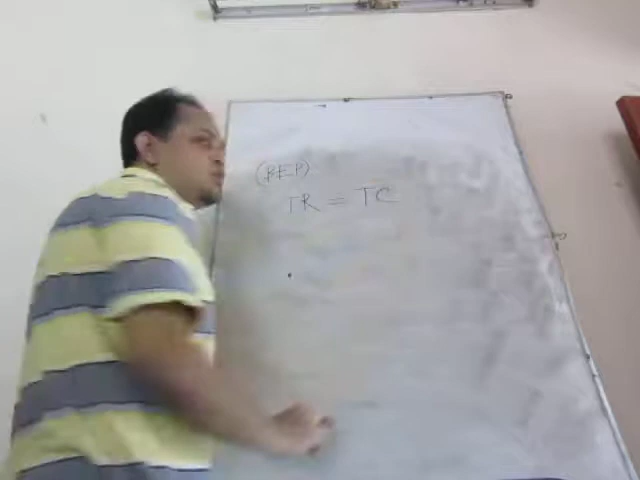 (BEP)
TR = TC